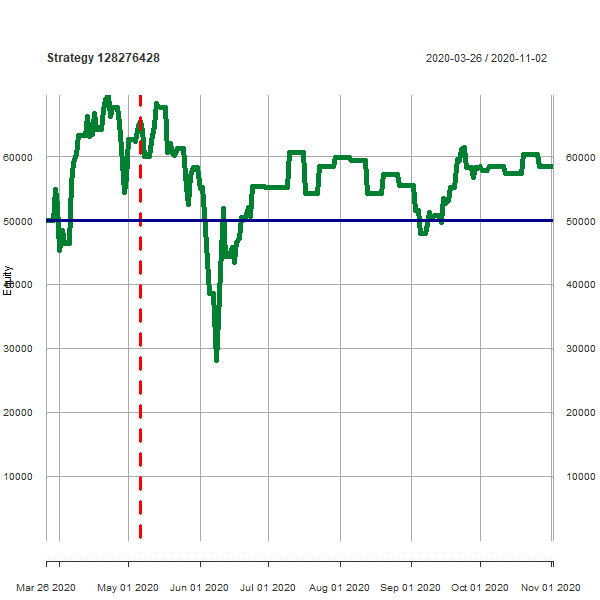 Strategy 128276428
2020-03-26 / 2020-11-02
60000
60000
50000
50000
Equity
40000
40000
30000
30000
20000
20000
10000
10000
Mar 26 2020
May 01 2020
Jun 01 2020
Jul 01 2020
Aug 01 2020
Sep 01 2020
Oct 01 2020
Nov 01 2020